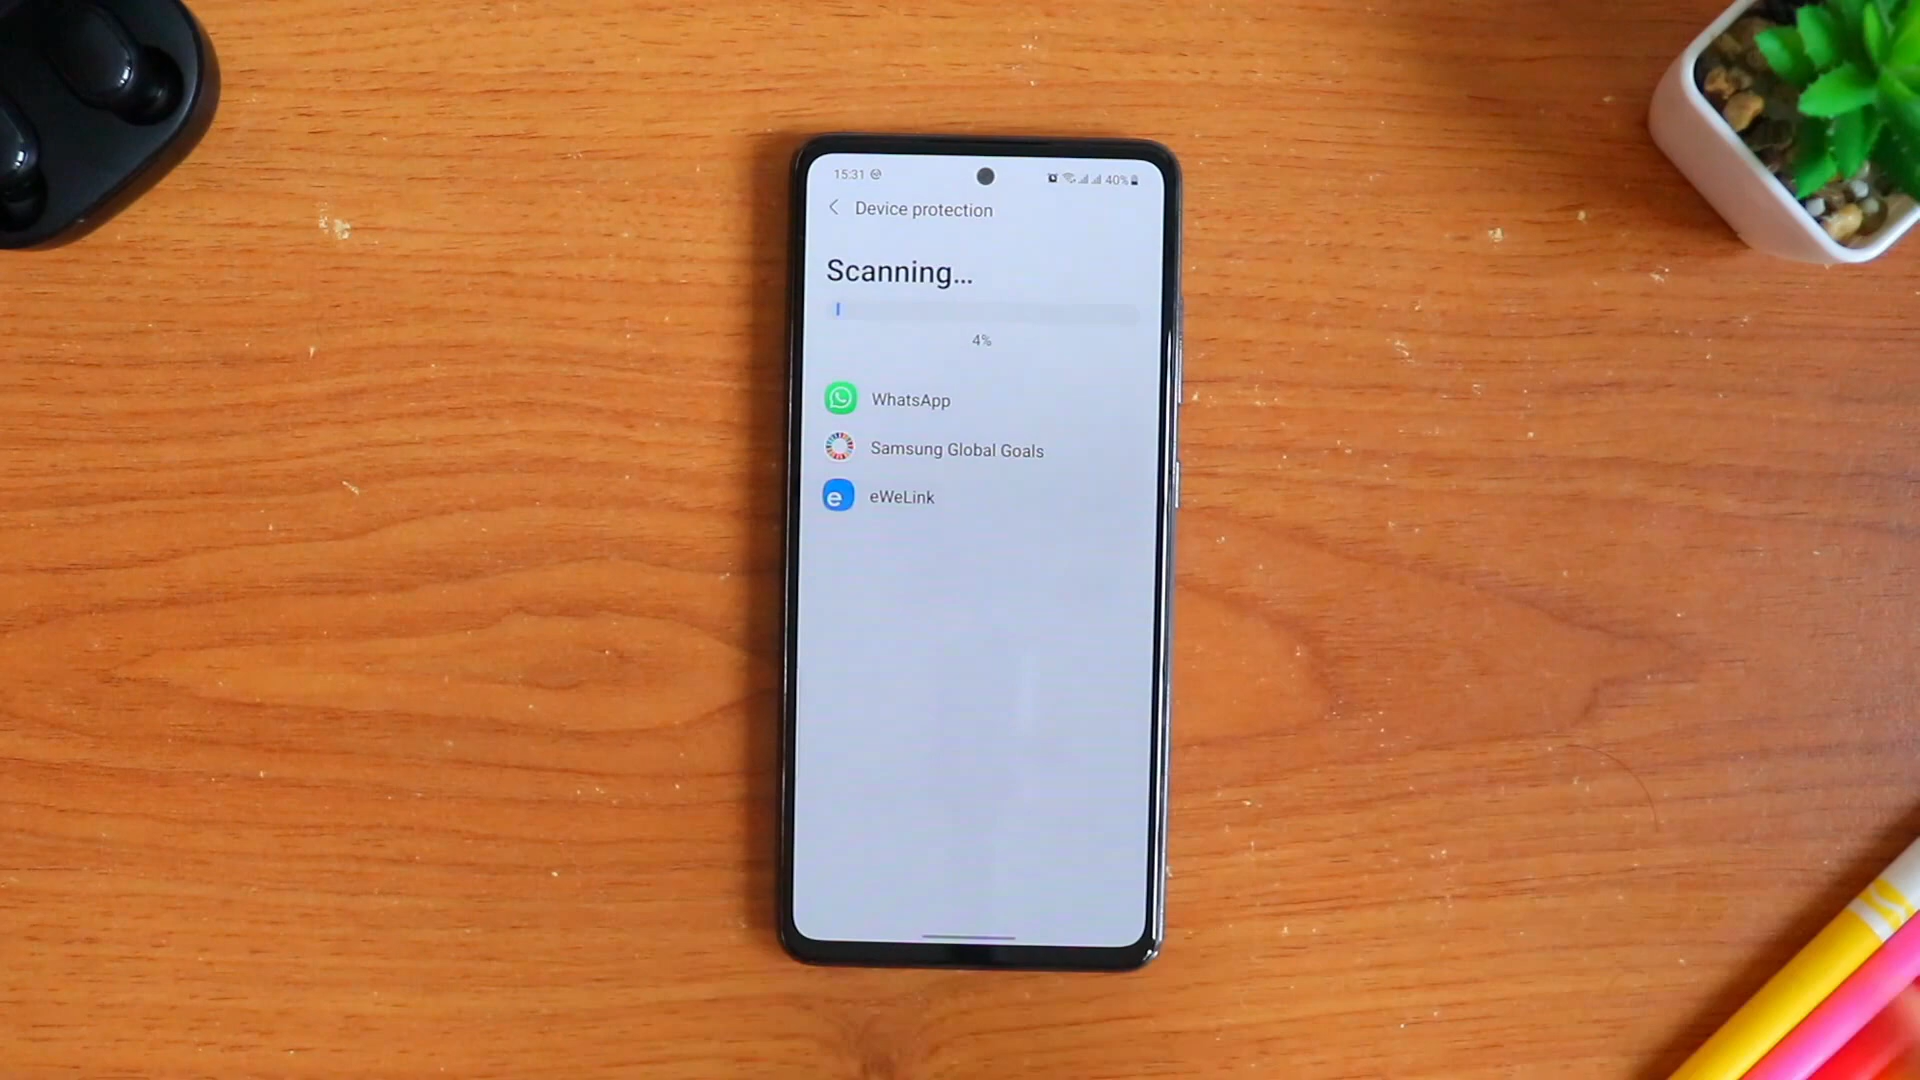 15:31
40%
Device protection
Scanning...
4%
WhatsApp
Samsung Global Goals
eWeLink